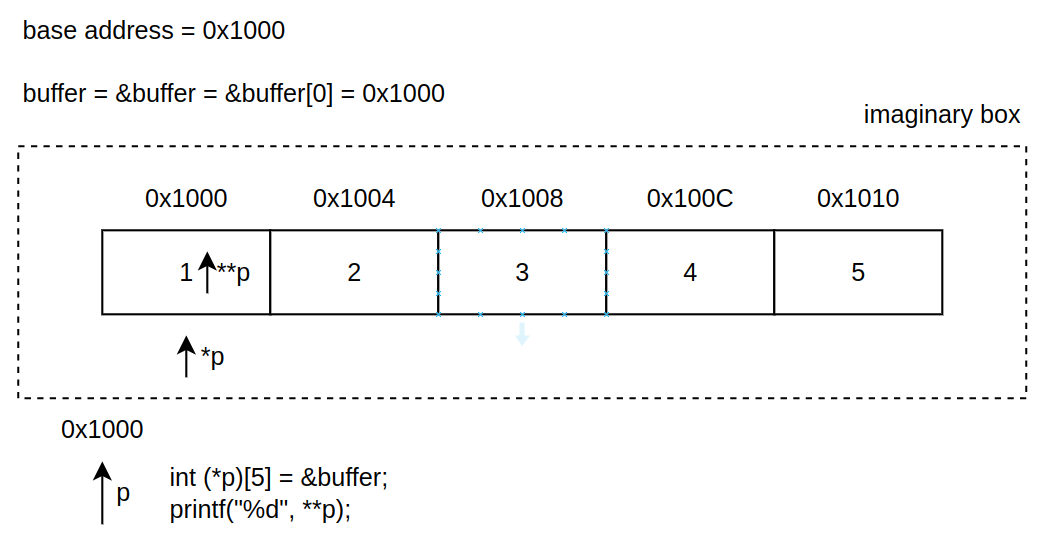 base address = 0x1000
buffer = &buffer = &buffer[0] = 0x1000
imaginary box
0x1000 0x1004 0x1008 0x100C 0x1010
1 **p 2 3 4 5
*p
0x1000
p
int (*p)[5] = &buffer;
printf("%d", **p);